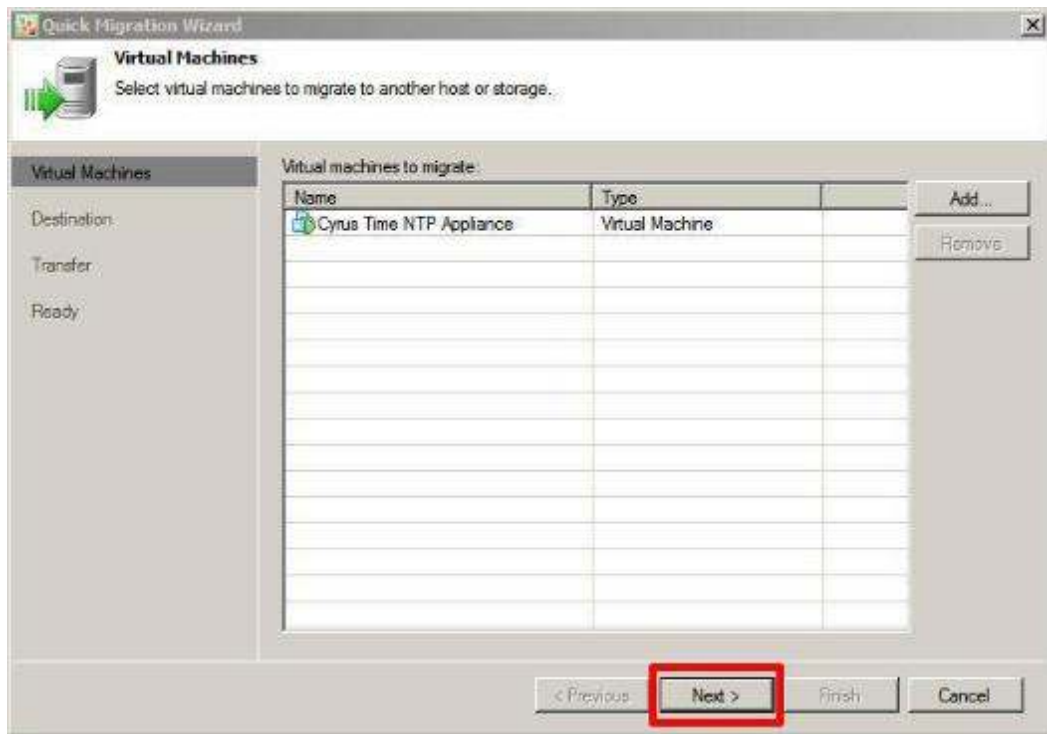 Quick Migration Wizard
Virtual Machines
Select virtual machines to migrate to another host or storage.
Virtual Machines
Destination
Transfer
Ready
Virtual machines to migrate:
Name Type
Cyrus Time NTP Appliance Virtual Machine
Add...
Remove
< Previous Next > Finish Cancel